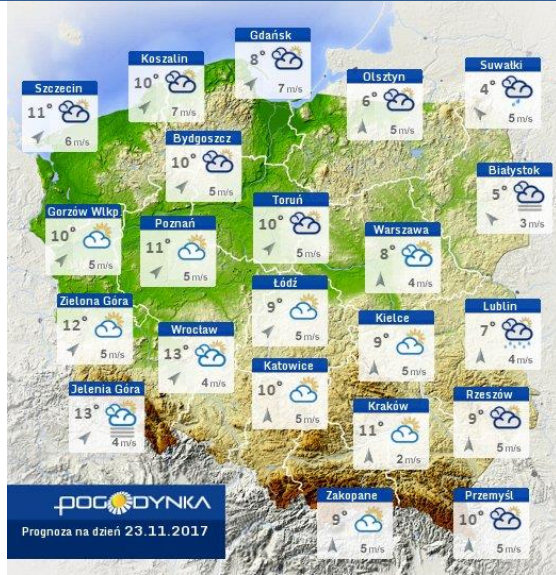 Gdańsk
8°
7 m/s
Koszalin
10°
7 m/s
Suwałki
4°
5 m/s
Olsztyn
6°
5 m/s
Szczecin
11°
6 m/s
Bydgoszcz
10°
5 m/s
Białystok
5°
3 m/s
Toruń
10°
5 m/s
Gorzów Wlkp
10°
5 m/s
Poznań
11°
5 m/s
Warszawa
8°
4 m/s
Łódź
9°
5 m/s
Zielona Góra
12°
5 m/s
Lublin
7°
4 m/s
Kielce
9°
5 m/s
Wrocław
13°
4 m/s
Katowice
10°
5 m/s
Jelenia Góra
13°
4 m/s
Rzeszów
9°
5 m/s
Kraków
11°
2 m/s
Zakopane
9°
5 m/s
Przemyśl
10°
5 m/s
POGODYNKA
Prognoza na dzień 23.11.2017